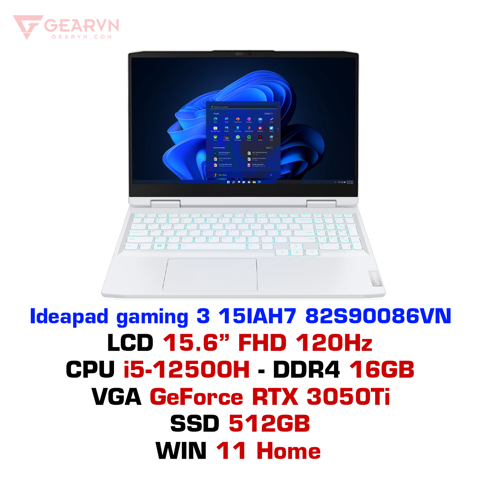 GEARVN
GEARVN.COM
Ideapad gaming 3 15IAH7 82S90086VN
LCD 15.6” FHD 120Hz
CPU i5-12500H - DDR4 16GB
VGA GeForce RTX 3050Ti
SSD 512GB
WIN 11 Home